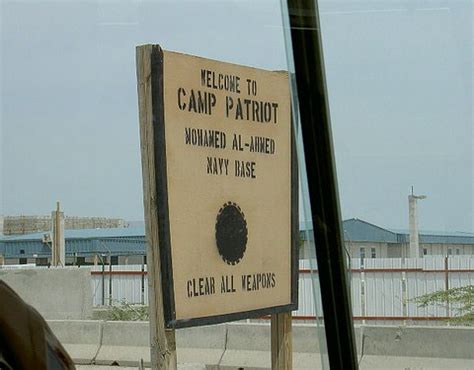 WELCOME TO
CAMP PATRIOT
MOHAMED AL-AHMED
NAVY BASE
CLEAR ALL WEAPONS